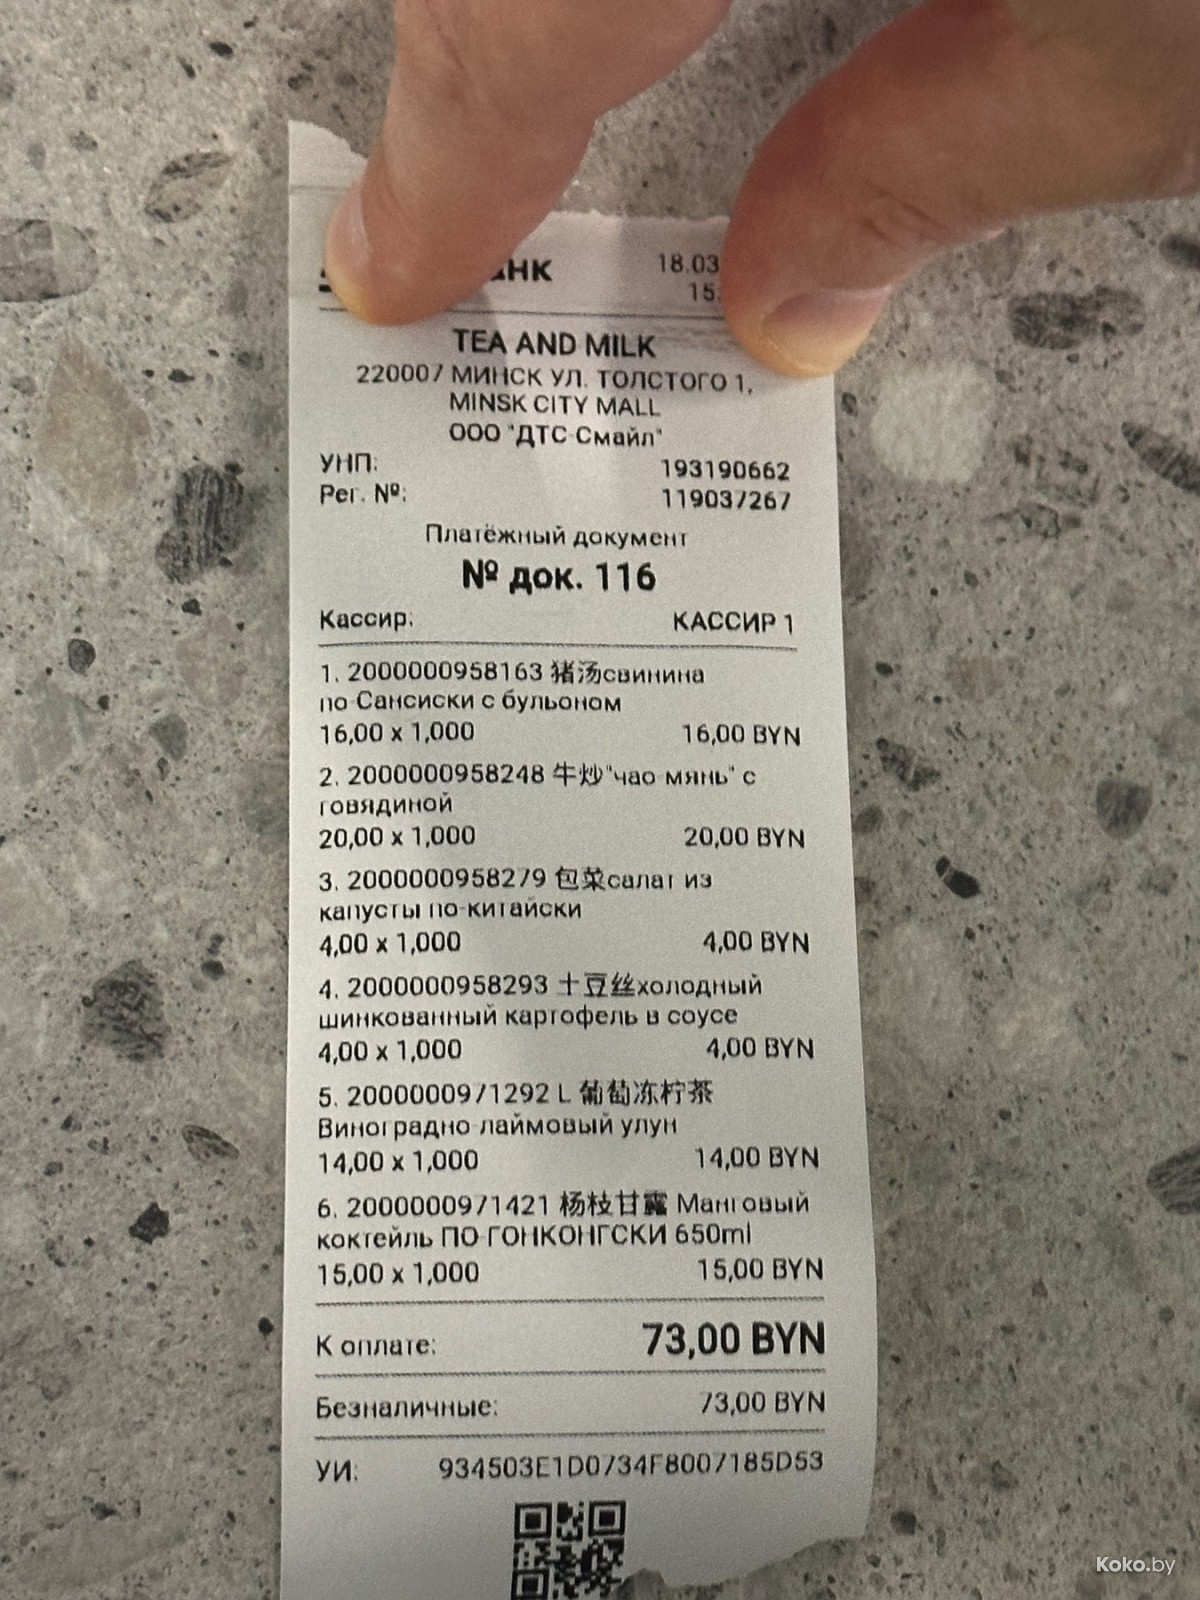 18.03
15.
TEA AND MILK
220007 МИНСК УЛ. ТОЛСТОГО 1,
MINSK CITY MALL
ООО "ДТС-Смайл"
УНП: 193190662
Рег. №: 119037267
Платёжный документ
№ док. 116
Кассир: КАССИР 1
1. 2000000958163 猪汤свинина
по-Сансиски с бульоном
16,00 x 1,000 16,00 BYN
2. 2000000958248 牛炒"чао мянь" с
говядиной
20,00 x 1,000 20,00 BYN
3. 2000000958279 包菜салат из
капусты по-китайски
4,00 x 1,000 4,00 BYN
4. 2000000958293 土豆丝холодный
шинкованный картофель в соусе
4,00 x 1,000 4,00 BYN
5. 2000000971292 L 葡萄冻柠茶
Виноградно-лаймовый улун
14,00 x 1,000 14,00 BYN
6. 2000000971421 杨枝甘露 Манговый
коктейль ПО-ГОНКОНГСКИ 650ml
15,00 x 1,000 15,00 BYN
К оплате: 73,00 BYN
Безналичные: 73,00 BYN
УИ: 934503E1D0734F8007185D53
Koko.by